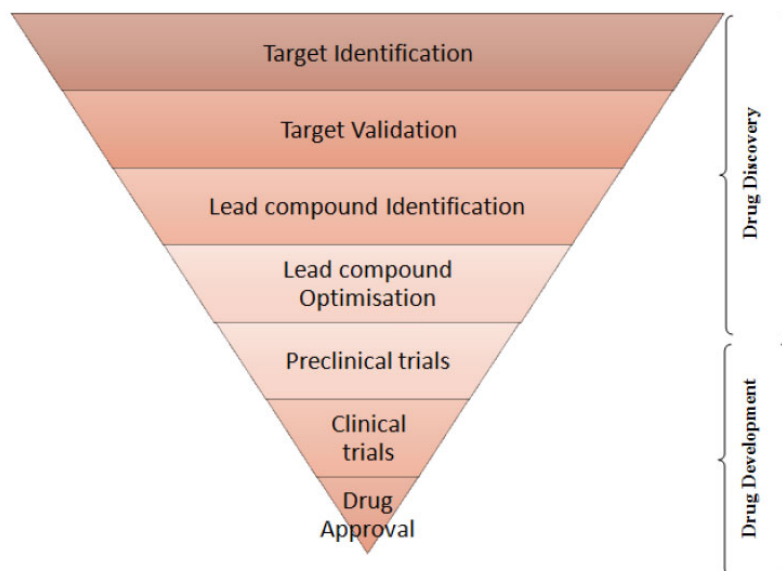 Target Identification
Target Validation
Lead compound Identification
Lead compound
Optimisation
Preclinical trials
Clinical
trials
Drug
Approval
Drug Discovery
Drug Development